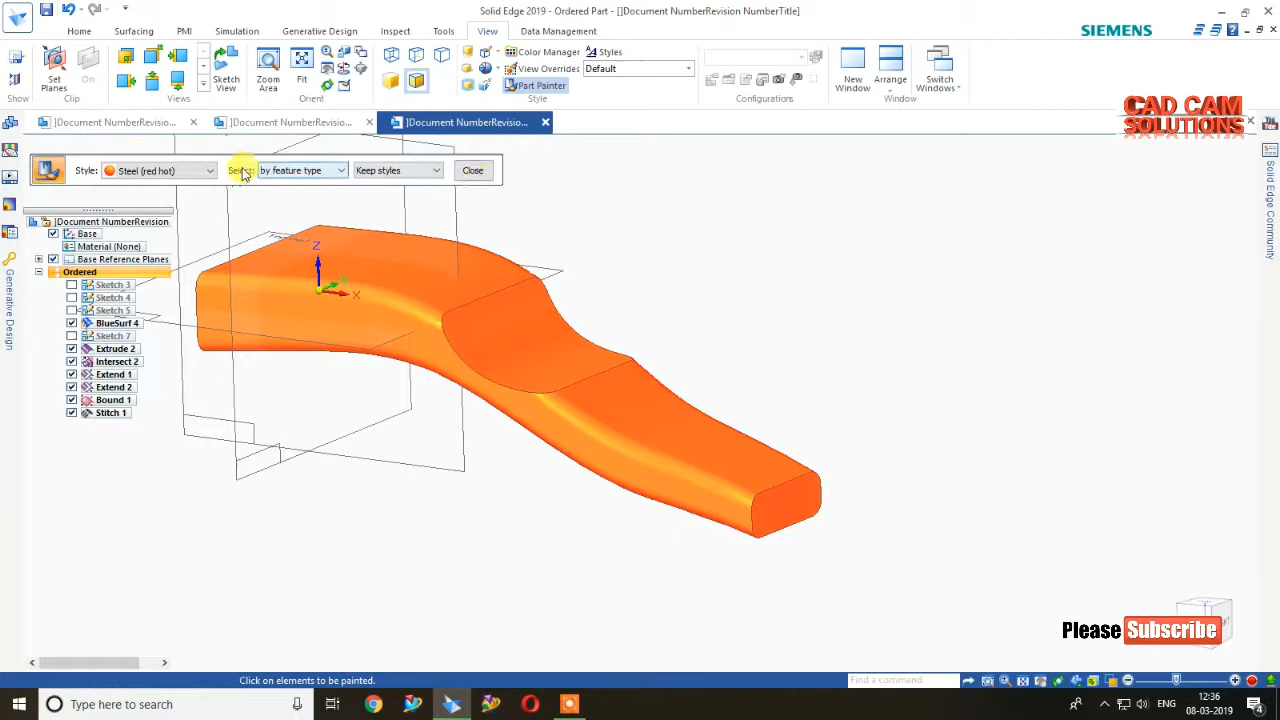 Solid Edge 2019 - Ordered Part - []Document NumberRevision NumberTitle]
Home Surfacing PMI Simulation Generative Design Inspect Tools View Data Management
SIEMENS
Set Planes
On
Sketch View
Zoom Area
Fit
Color Manager
Styles
View Overrides
Default
Part Painter
New Window
Arrange
Switch Windows
Show
Clip
Views
Orient
Style
Configurations
Window
]Document NumberRevision...
]Document NumberRevision...
]Document NumberRevisio...
CAD CAM
SOLUTIONS
Style: Steel (red hot)
by feature type
Keep styles
Close
]Document NumberRevision
Base
Material (None)
Base Reference Planes
Ordered
Sketch 3
Sketch 4
Sketch 5
BlueSurf 4
Sketch 7
Extrude 2
Intersect 2
Extend 1
Extend 2
Bound 1
Stitch 1
Generative Design
Solid Edge Community
Z
X
Please Subscribe
Click on elements to be painted.
Find a command
Type here to search
ENG
12:36
08-03-2019